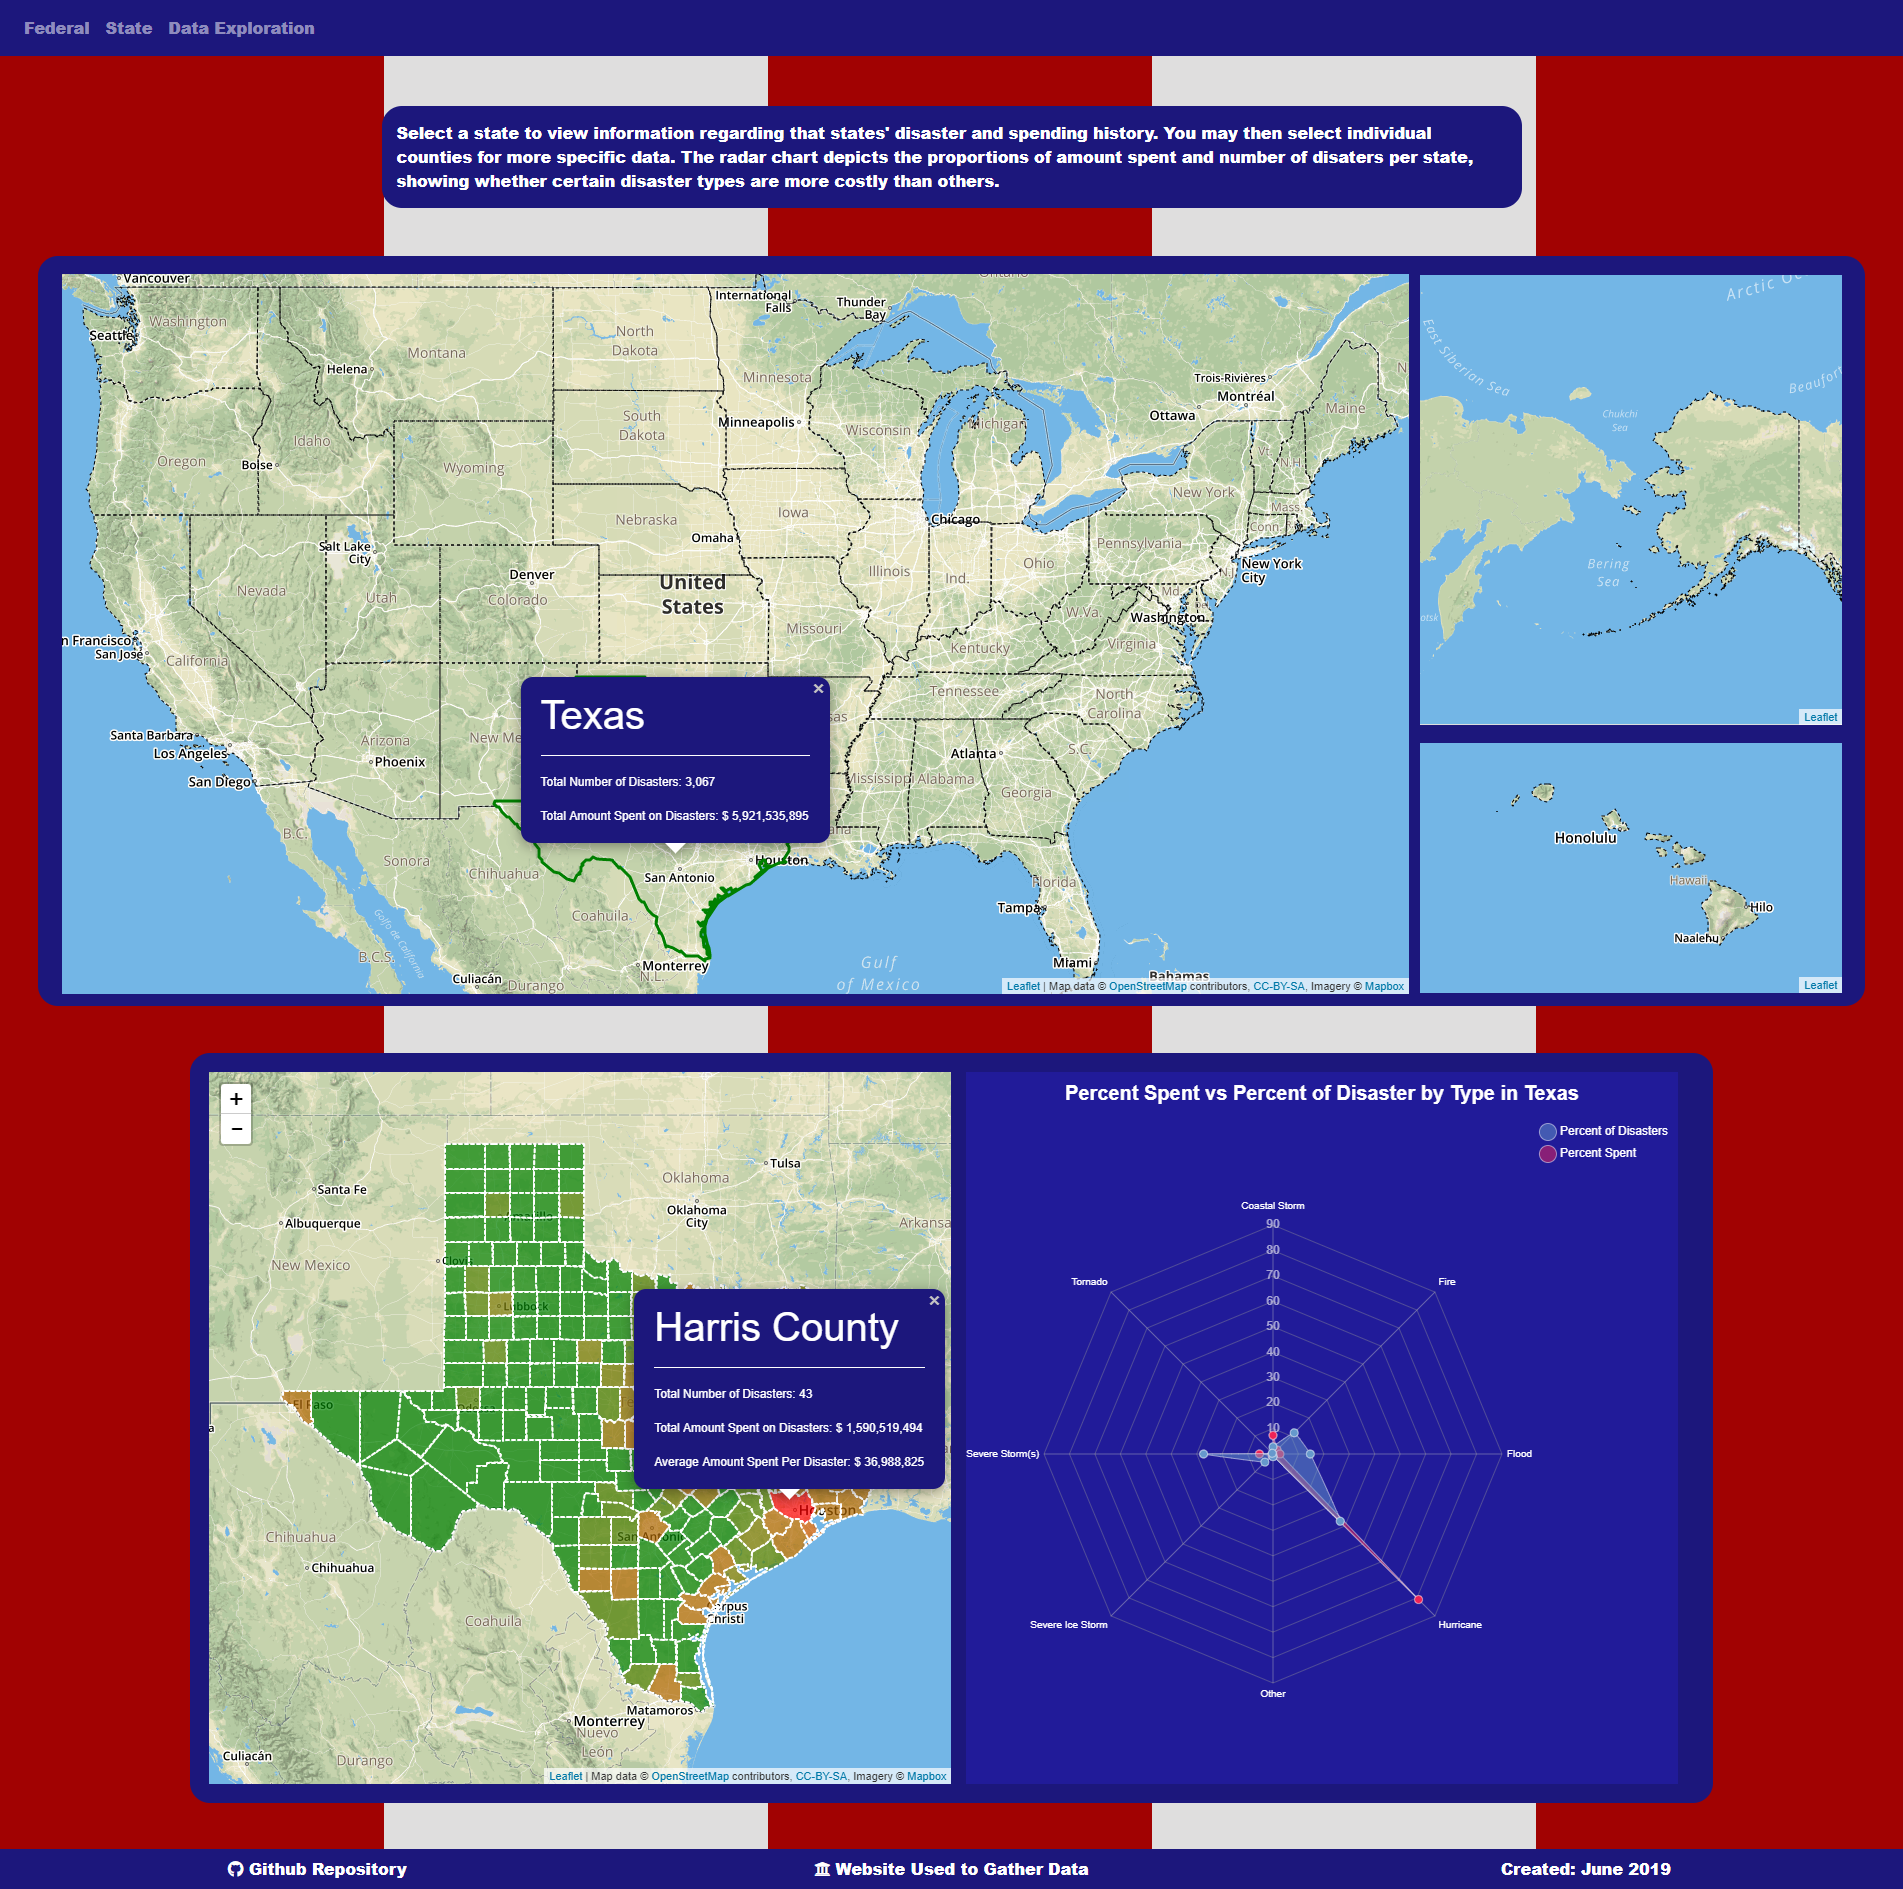 Federal State Data Exploration
Select a state to view information regarding that states' disaster and spending history. You may then select individual
counties for more specific data. The radar chart depicts the proportions of amount spent and number of disaters per state,
showing whether certain disaster types are more costly than others.
Vancouver
Seattle
Washington
Montana
Helena
North
Dakota
South
Dakota
International
Falls
Thunder
Bay
Ontario
Minnesota
Minneapolis
Wisconsin
Michigan
Trois-Rivières
Montréal
Ottawa
Maine
Vt.
N.H.
New York
Mass.
Conn.
Oregon
Idaho
Boise
Wyoming
Nebraska
Iowa
Omaha
Chicago
Pennsylvania
New York
City
N.J.
Salt Lake
City
Nevada
Utah
Denver
Colorado
United
States
Illinois
Ind.
Ohio
Md.
Del.
Washington
W.Va.
Virginia
Missouri
Kentucky
n Francisco
San Jose
California
Tennessee
North
Carolina
Santa Barbara
Los Angeles
San Diego
Arizona
Phoenix
New Me
sas
Atlanta
S.C.
Mississippi
Alabama
Georgia
ana
Texas
×
Total Number of Disasters: 3,067
Total Amount Spent on Disasters: $ 5,921,535,895
B.C.
Sonora
Chihuahua
Houston
San Antonio
Florida
Tampa
Coahuila
Golfo de California
B.C.S.
Culiacán
Durango
Monterrey
N.L.
Gulf
of Mexico
Miami
Bahamas
Leaflet | Map data © OpenStreetMap contributors, CC-BY-SA, Imagery © Mapbox
Arctic Oc
East Siberian Sea
Beaufort
Chukchi
Sea
Bering
Sea
otsk
Leaflet
Honolulu
Hawaii
Hilo
Naalehu
Leaflet
+
−
Tulsa
Oklahoma
Santa Fe
Oklahoma
City
Albuquerque
Arkansa
Amarillo
New Mexico
Clovis
Lubbock
El Paso
Odessa
Te
a
Harris County
×
Total Number of Disasters: 43
Total Amount Spent on Disasters: $ 1,590,519,494
Average Amount Spent Per Disaster: $ 36,988,825
Houston
San Antonio
Chihuahua
Chihuahua
Corpus
Christi
Coahuila
Matamoros
Monterrey
Nuevo
León
Culiacán
Durango
Leaflet | Map data © OpenStreetMap contributors, CC-BY-SA, Imagery © Mapbox
Percent Spent vs Percent of Disaster by Type in Texas
Percent of Disasters
Percent Spent
Coastal Storm
90
80
70
60
50
40
30
20
10
Tornado
Fire
Severe Storm(s)
Flood
Severe Ice Storm
Hurricane
Other
Github Repository
Website Used to Gather Data
Created: June 2019